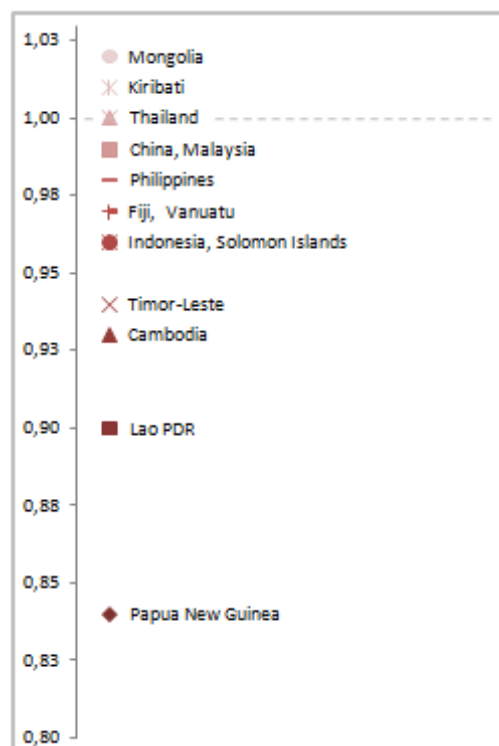 1,03
Mongolia
Kiribati
1,00
Thailand
China, Malaysia
Philippines
0,98
Fiji, Vanuatu
Indonesia, Solomon Islands
0,95
Timor-Leste
Cambodia
0,93
0,90
Lao PDR
0,88
0,85
Papua New Guinea
0,83
0,80